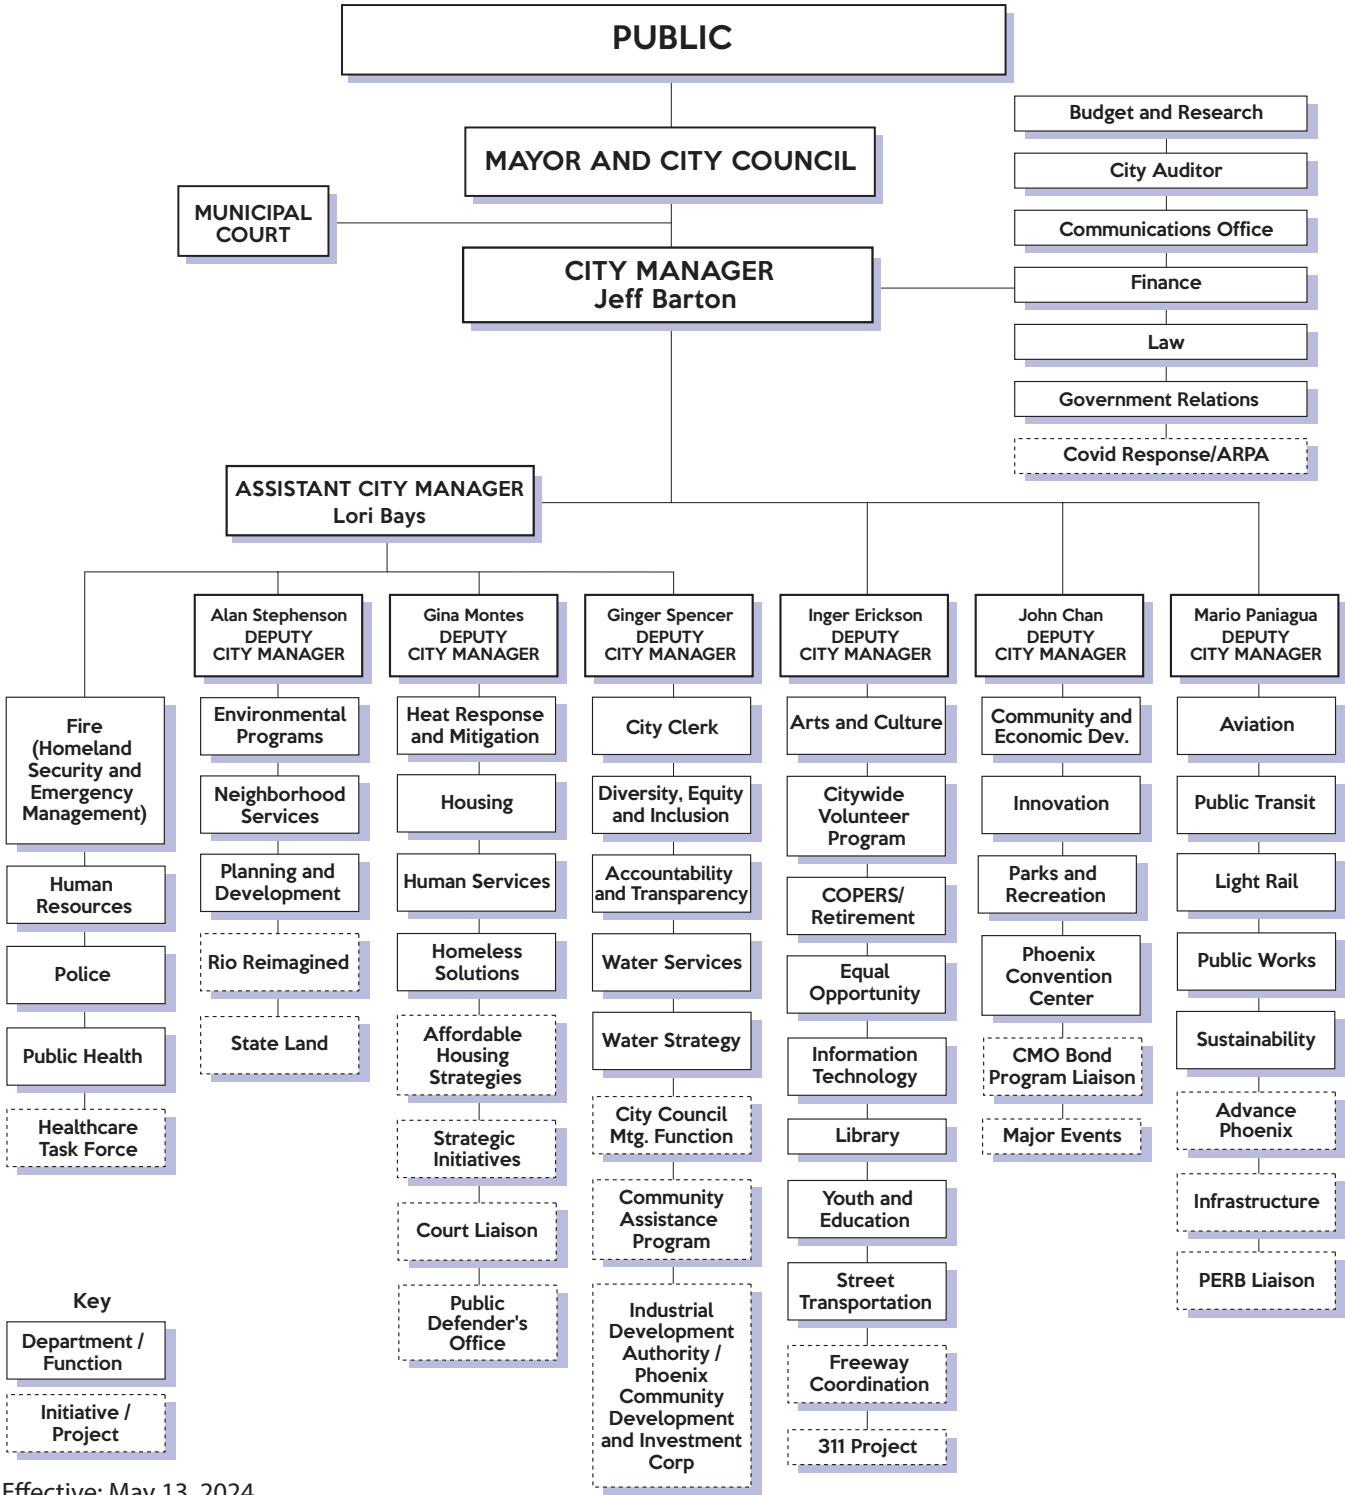 PUBLIC
MAYOR AND CITY COUNCIL
MUNICIPAL
COURT
CITY MANAGER
Jeff Barton
Budget and Research
City Auditor
Communications Office
Finance
Law
Government Relations
Covid Response/ARPA
ASSISTANT CITY MANAGER
Lori Bays
Fire
(Homeland
Security and
Emergency
Management)
Human
Resources
Police
Public Health
Healthcare
Task Force
Alan Stephenson
DEPUTY
CITY MANAGER
Environmental
Programs
Neighborhood
Services
Planning and
Development
Rio Reimagined
State Land
Gina Montes
DEPUTY
CITY MANAGER
Heat Response
and Mitigation
Housing
Human Services
Homeless
Solutions
Affordable
Housing
Strategies
Strategic
Initiatives
Court Liaison
Public
Defender's
Office
Ginger Spencer
DEPUTY
CITY MANAGER
City Clerk
Diversity, Equity
and Inclusion
Accountability
and Transparency
Water Services
Water Strategy
City Council
Mtg. Function
Community
Assistance
Program
Industrial
Development
Authority /
Phoenix
Community
Development
and Investment
Corp
Inger Erickson
DEPUTY
CITY MANAGER
Arts and Culture
Citywide
Volunteer
Program
COPERS/
Retirement
Equal
Opportunity
Information
Technology
Library
Youth and
Education
Street
Transportation
Freeway
Coordination
311 Project
John Chan
DEPUTY
CITY MANAGER
Community and
Economic Dev.
Innovation
Parks and
Recreation
Phoenix
Convention
Center
CMO Bond
Program Liaison
Major Events
Mario Paniagua
DEPUTY
CITY MANAGER
Aviation
Public Transit
Light Rail
Public Works
Sustainability
Advance
Phoenix
Infrastructure
PERB Liaison
Key
Department /
Function
Initiative /
Project
Effective: May 13, 2024